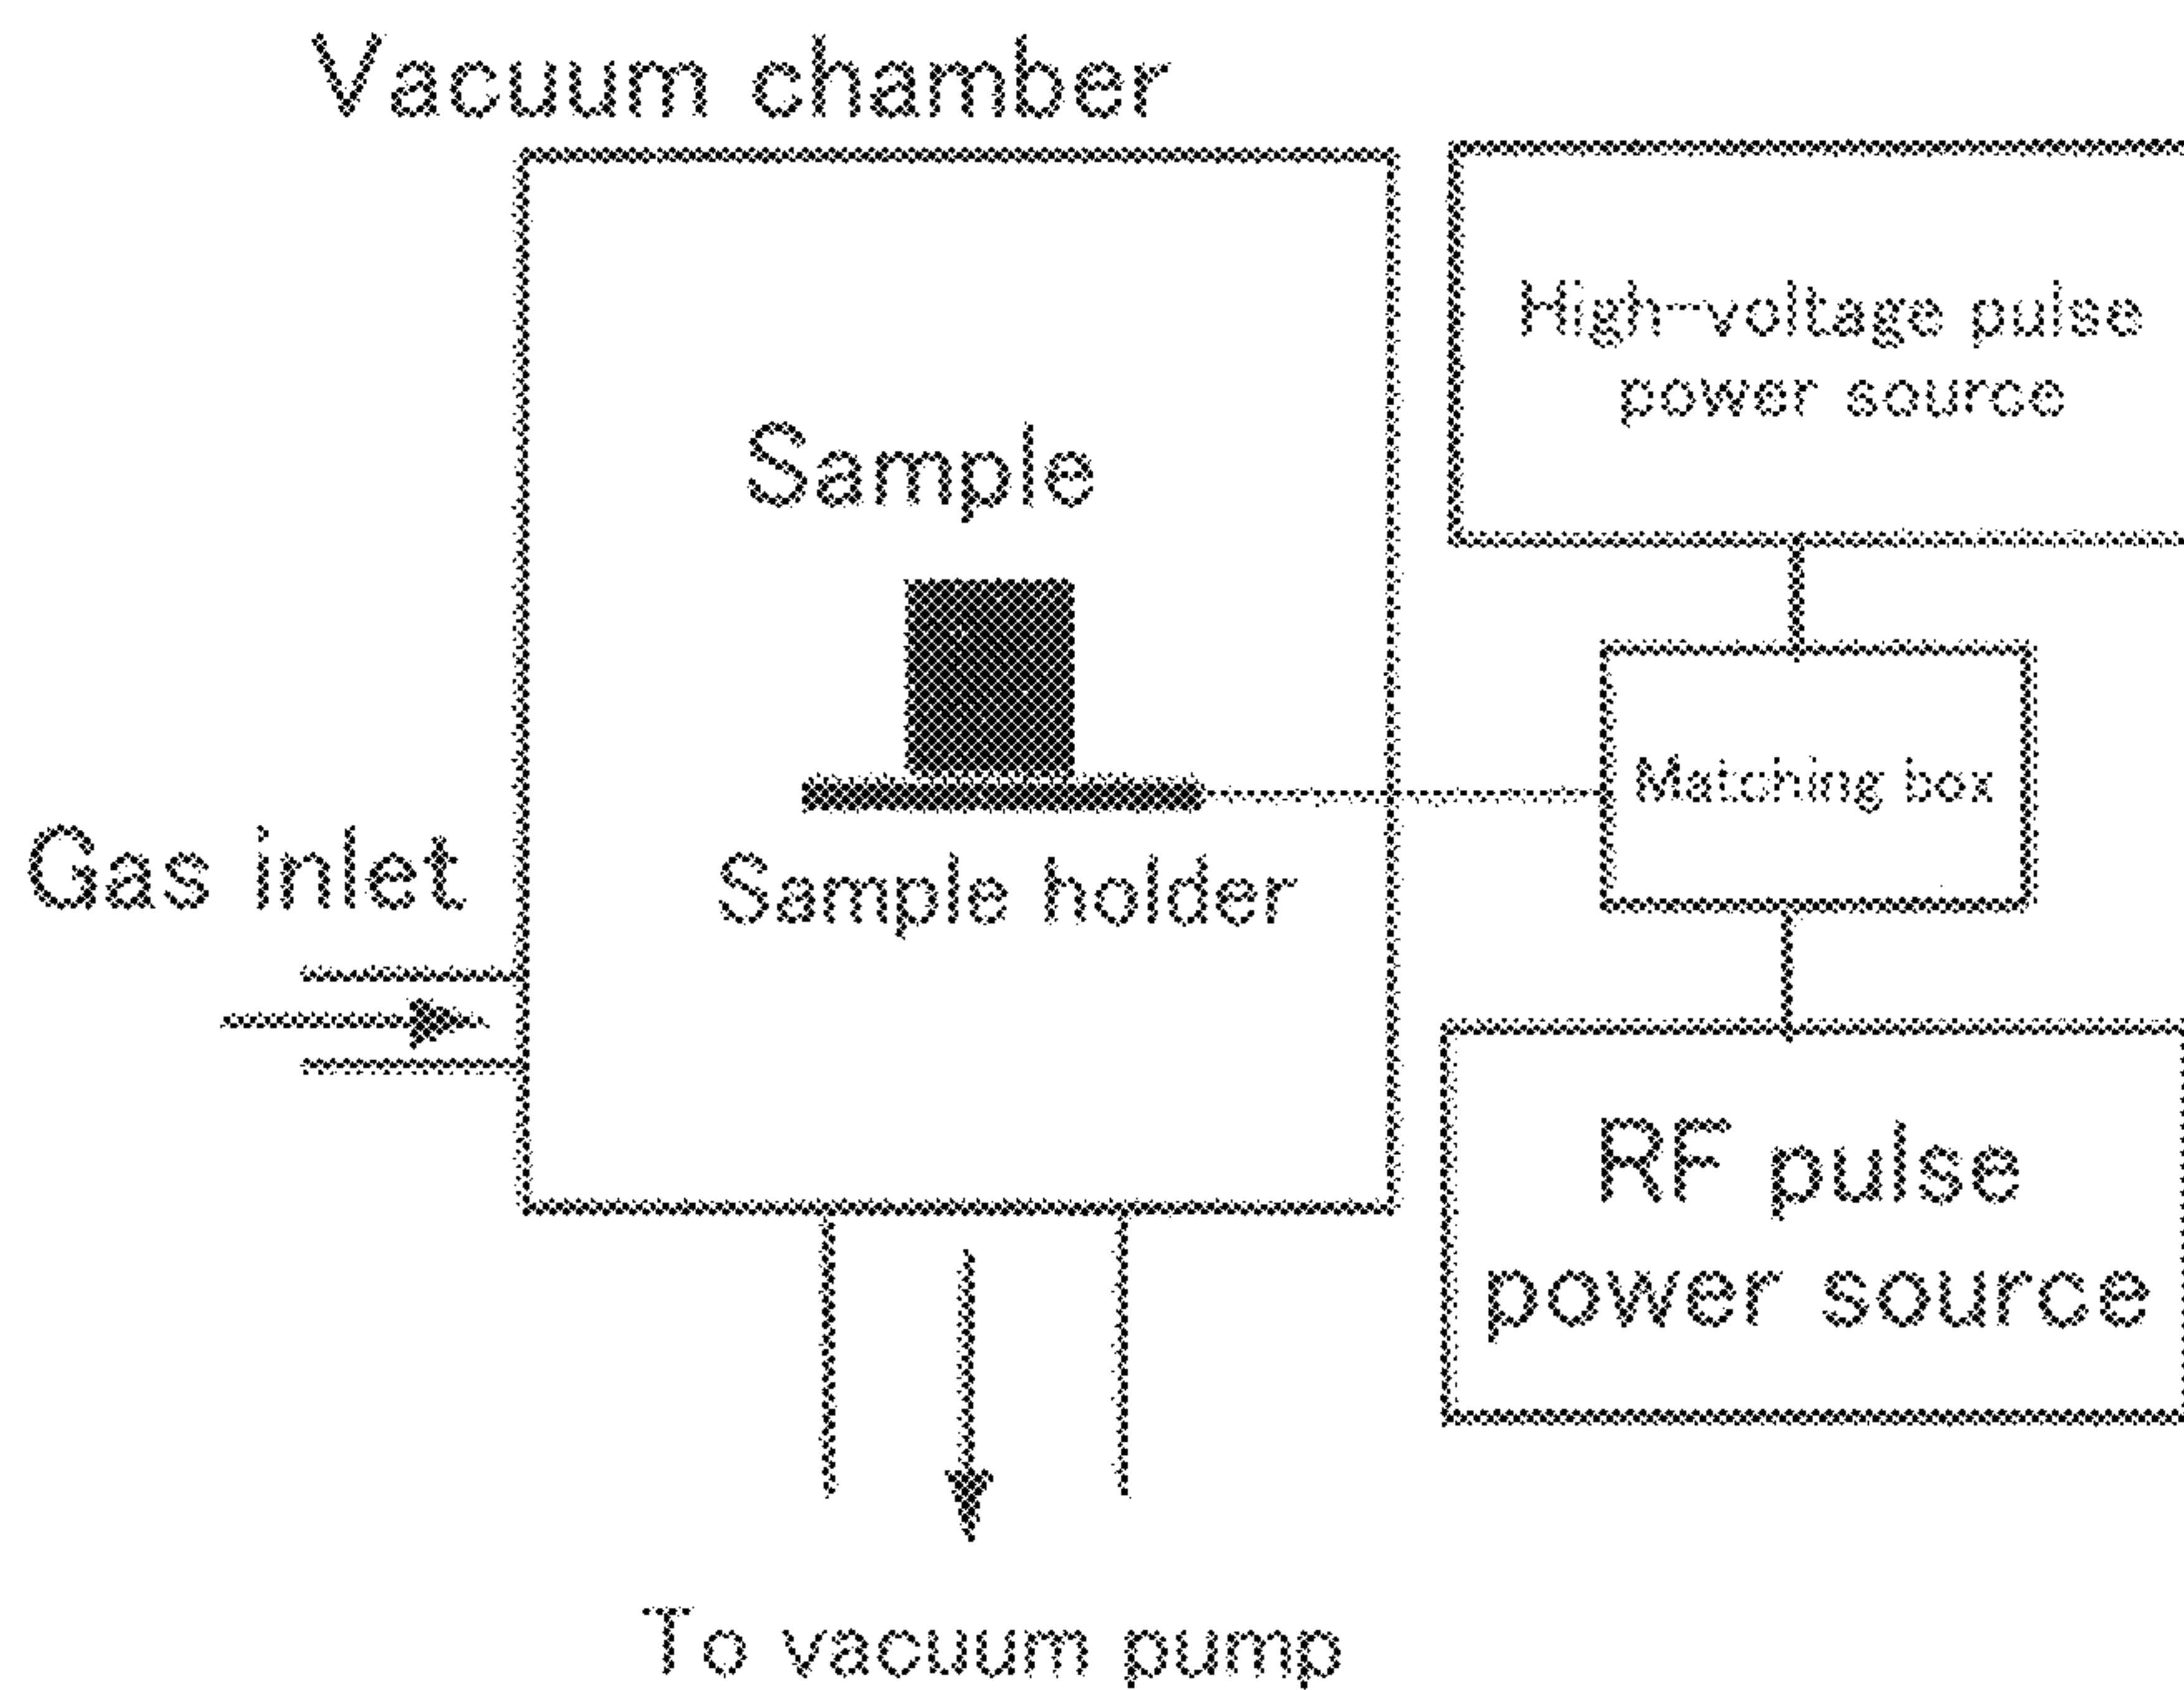 Vacuum chamber
High-voltage pulse
power source
Sample
Matching box
Gas inlet
Sample holder
RF pulse
power source
To vacuum pump